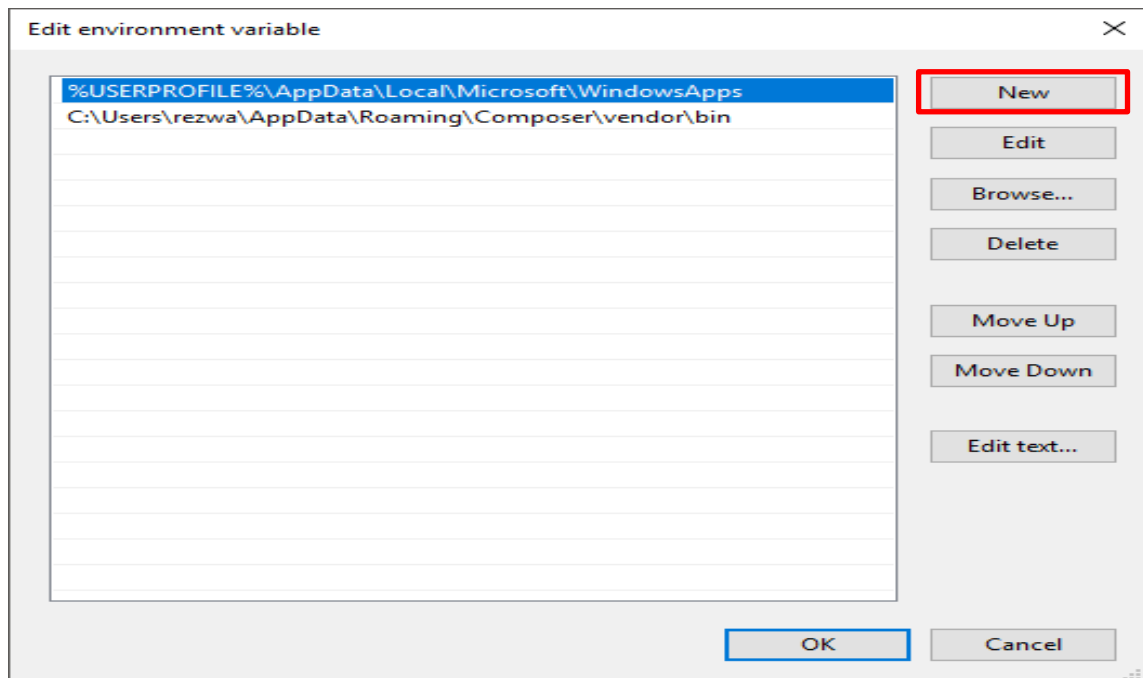 Edit environment variable
%USERPROFILE%\AppData\Local\Microsoft\WindowsApps
C:\Users\rezwa\AppData\Roaming\Composer\vendor\bin
New
Edit
Browse...
Delete
Move Up
Move Down
Edit text...
OK
Cancel